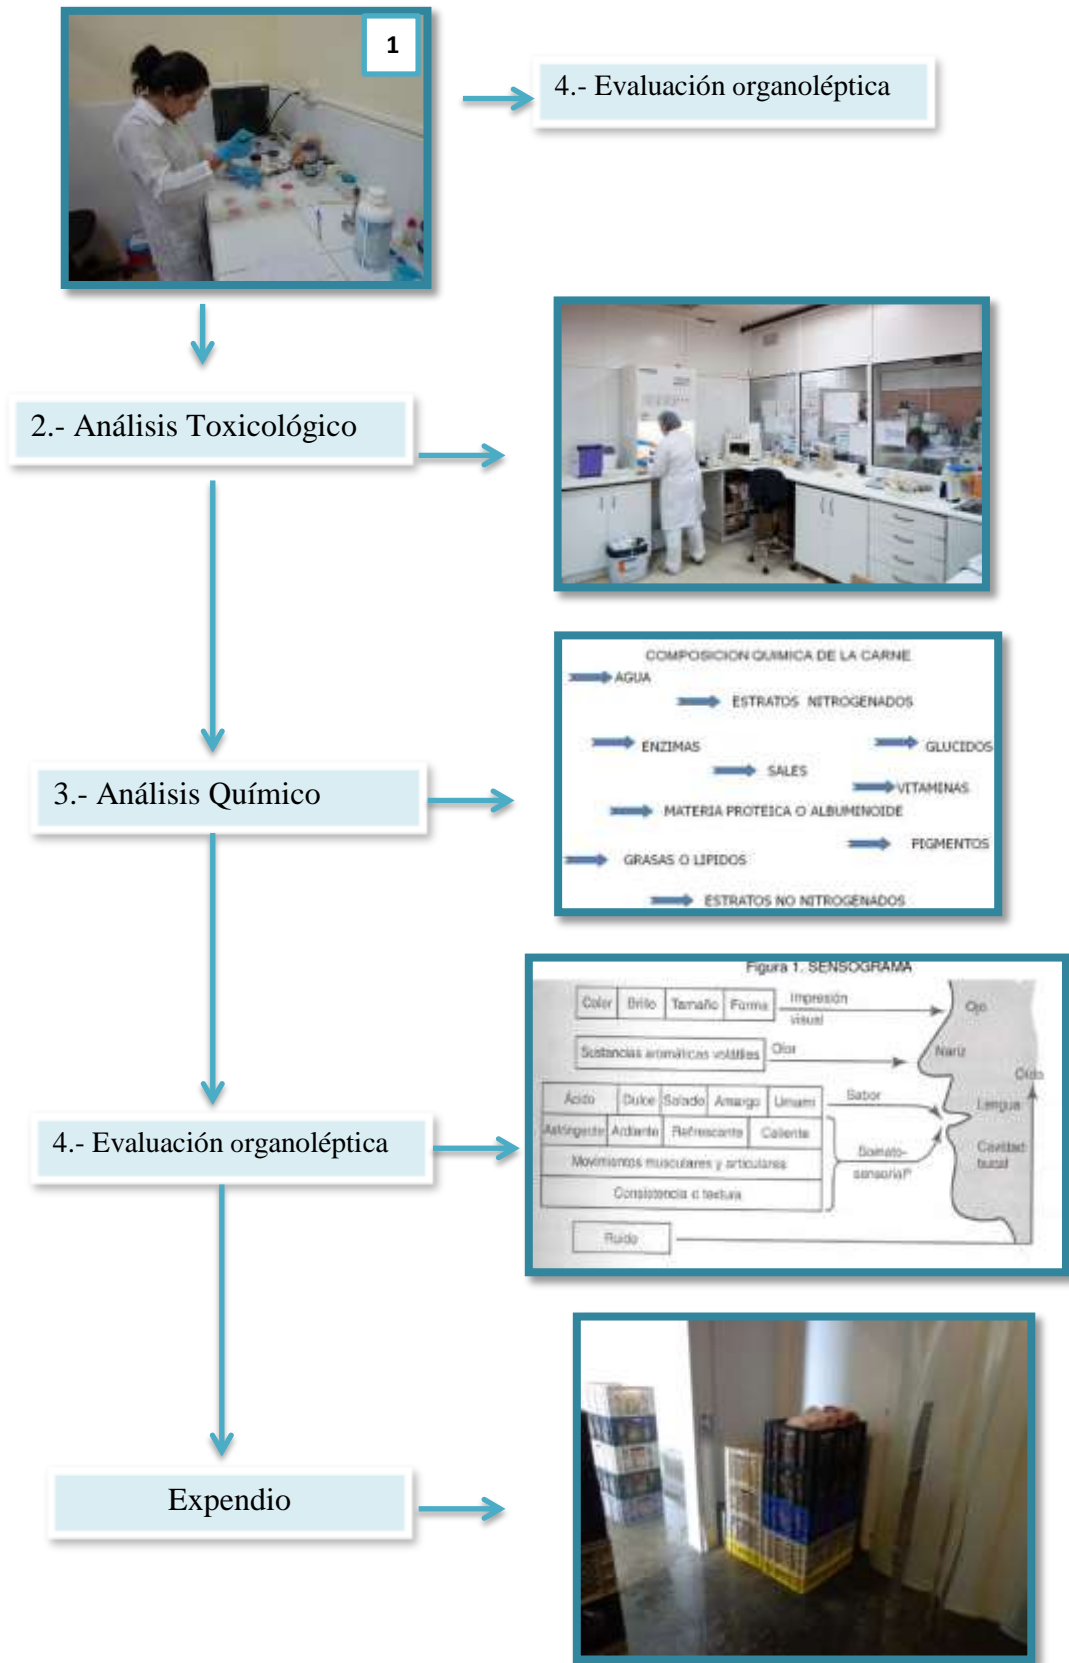 1
4.- Evaluación organoléptica
2.- Análisis Toxicológico
COMPOSICION QUIMICA DE LA CARNE
AGUA
ESTRATOS NITROGENADOS
ENZIMAS
GLUCIDOS
SALES
VITAMINAS
3.- Análisis Químico
MATERIA PROTEICA O ALBUMINOIDE
PIGMENTOS
GRASAS O LIPIDOS
ESTRATOS NO NITROGENADOS
Figura 1. SENSOGRAMA
Color Brillo Tamaño Forma Impresión visual Ojo
Sustancias aromáticas volátiles Olor Nariz
Oído
Ácido Dulce Salado Amargo Umami Sabor Lengua
Astringente Ardiente Refrescante Caliente
4.- Evaluación organoléptica
Movimientos musculares y articulares Somato-sensorial Cavidad bucal
Consistencia o textura
Ruido
Expendio